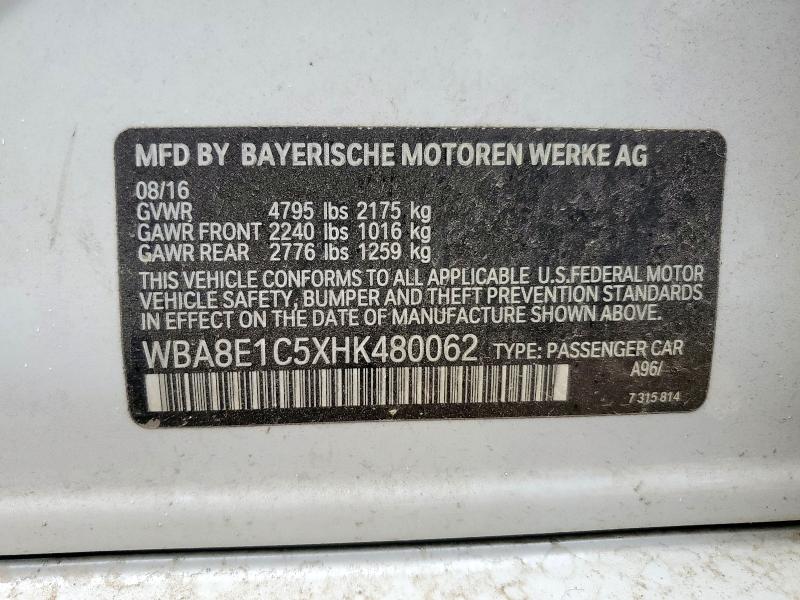 MFD BY BAYERISCHE MOTOREN WERKE AG
08/16
GVWR 4795 lbs 2175 kg
GAWR FRONT 2240 lbs 1016 kg
GAWR REAR 2776 lbs 1259 kg
THIS VEHICLE CONFORMS TO ALL APPLICABLE U.S.FEDERAL MOTOR
VEHICLE SAFETY, BUMPER AND THEFT PREVENTION STANDARDS
IN EFFECT ON THE DATE OF MANUFACTURE SHOWN ABOVE.
WBA8E1C5XHK480062 TYPE: PASSENGER CAR
A96/
7 315 814